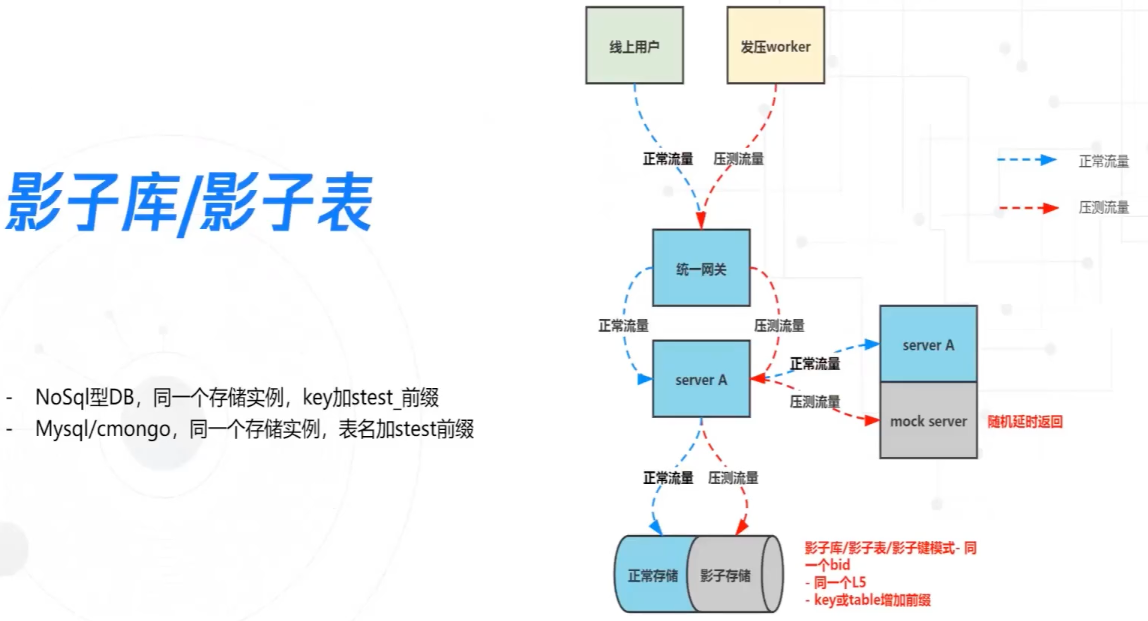 影子库/影子表
- NoSql型DB，同一个存储实例，key加stest_前缀
- Mysql/cmongo，同一个存储实例，表名加stest前缀
线上用户
发压worker
正常流量
压测流量
正常流量
压测流量
统一网关
正常流量
压测流量
server A
正常流量
压测流量
server A
mock server
随机延时返回
正常流量
压测流量
正常存储
影子存储
影子库/影子表/影子键模式- 同
一个bid
- 同一个L5
- key或table增加前缀